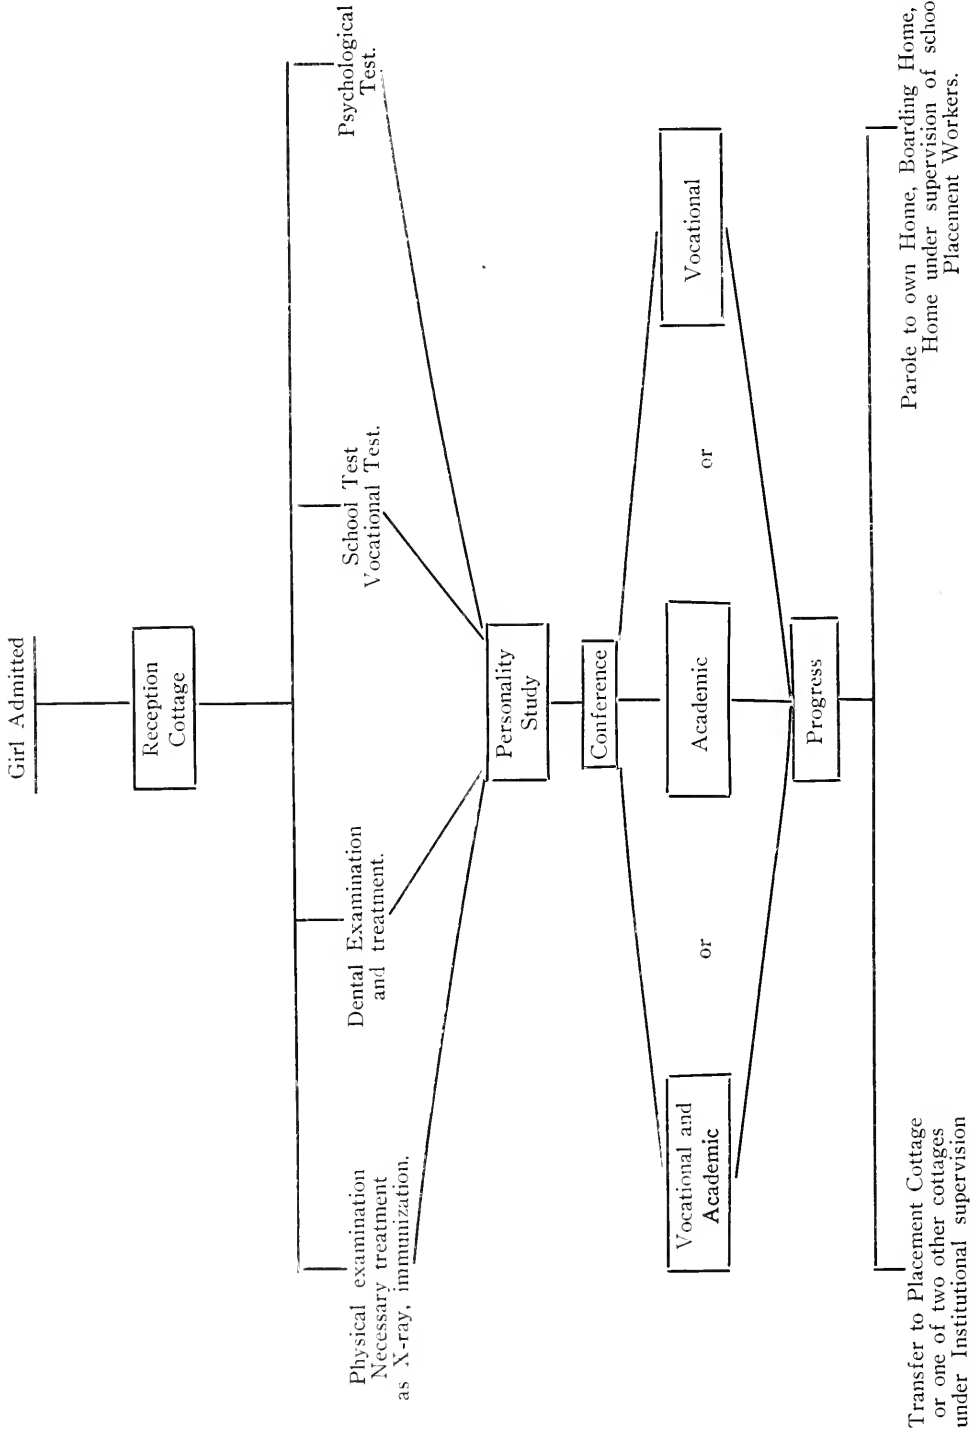 Girl Admitted
Reception
Cottage
Physical examination
Necessary treatment
as X-ray, immunization.
Dental Examination
and treatment.
School Test
Vocational Test.
Psychological
Test.
Personality
Study
Conference
Vocational and
Academic
or
Academic
or
Vocational
Progress
Transfer to Placement Cottage
or one of two other cottages
under Institutional supervision
Parole to own Home, Boarding Home,
Home under supervision of schoo
Placement Workers.